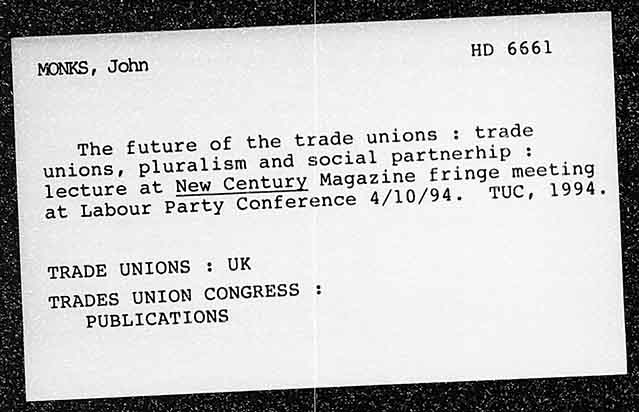 MONKS, John
HD 6661
The future of the trade unions : trade
unions, pluralism and social partnerhip :
lecture at New Century Magazine fringe meeting
at Labour Party Conference 4/10/94. TUC, 1994.
TRADE UNIONS : UK
TRADES UNION CONGRESS :
PUBLICATIONS